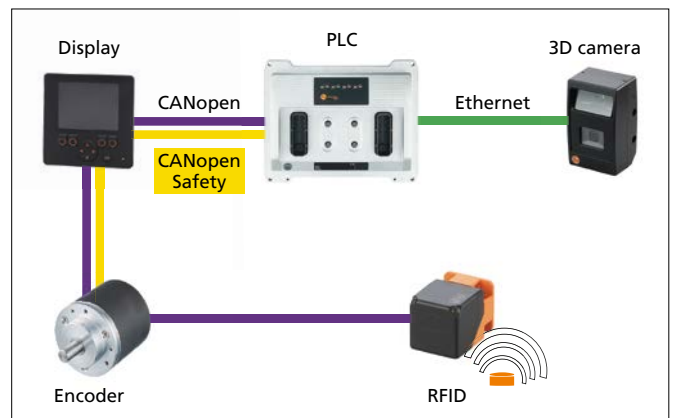 Display
PLC
3D camera
CANopen
Ethernet
CANopen
Safety
Encoder
RFID